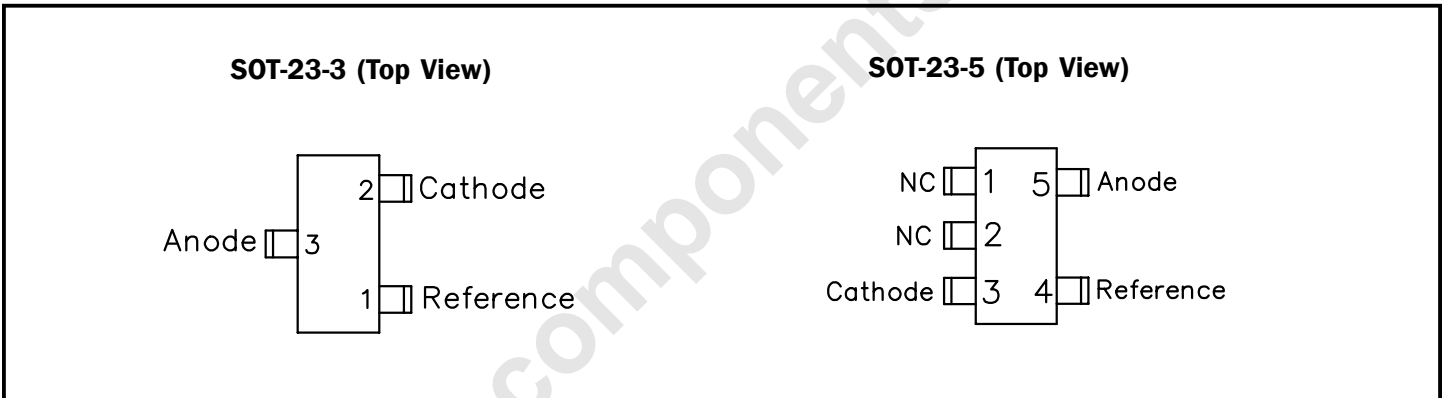 SOT-23-3 (Top View)
2 Cathode
Anode 3
1 Reference
SOT-23-5 (Top View)
NC 1 5 Anode
NC 2
Cathode 3 4 Reference
components